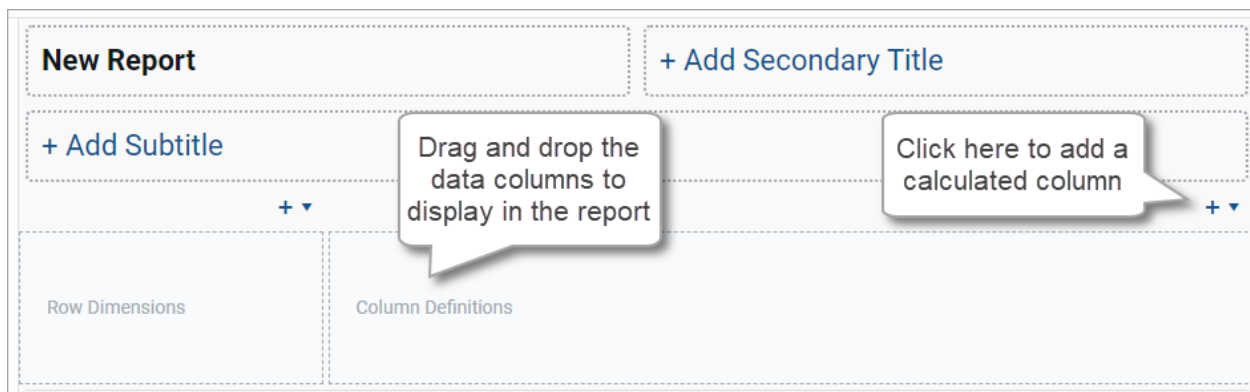 New Report
+ Add Secondary Title
+ Add Subtitle
Drag and drop the
data columns to
display in the report
Click here to add a
calculated column
+ ▾
+ ▾
Row Dimensions
Column Definitions